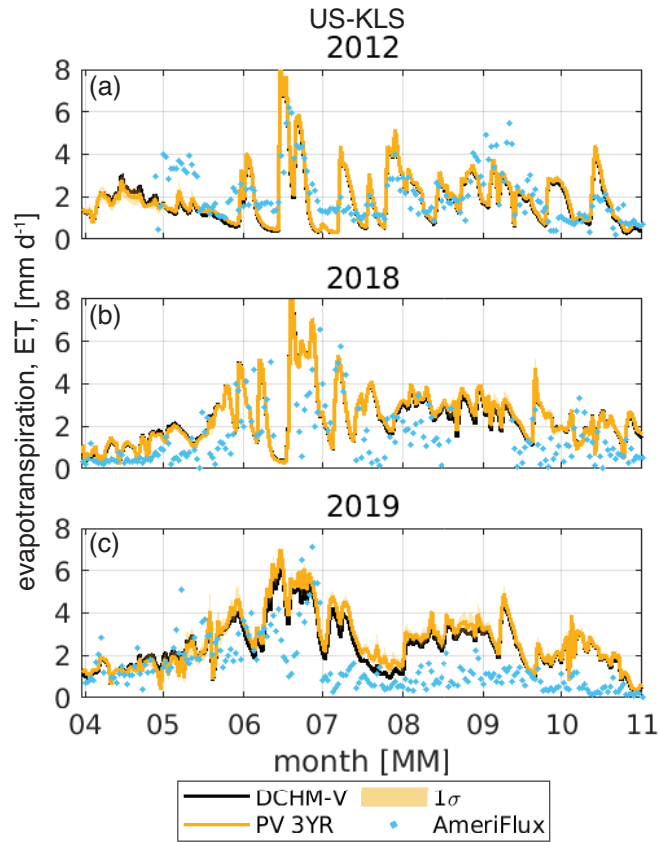 US-KLS
2012
(a)
8
6
4
2
0
2018
(b)
8
6
4
2
0
evapotranspiration, ET, [mm d-1]
2019
(c)
8
6
4
2
0
04 05 06 07 08 09 10 11
month [MM]
DCHM-V 1σ
PV 3YR AmeriFlux